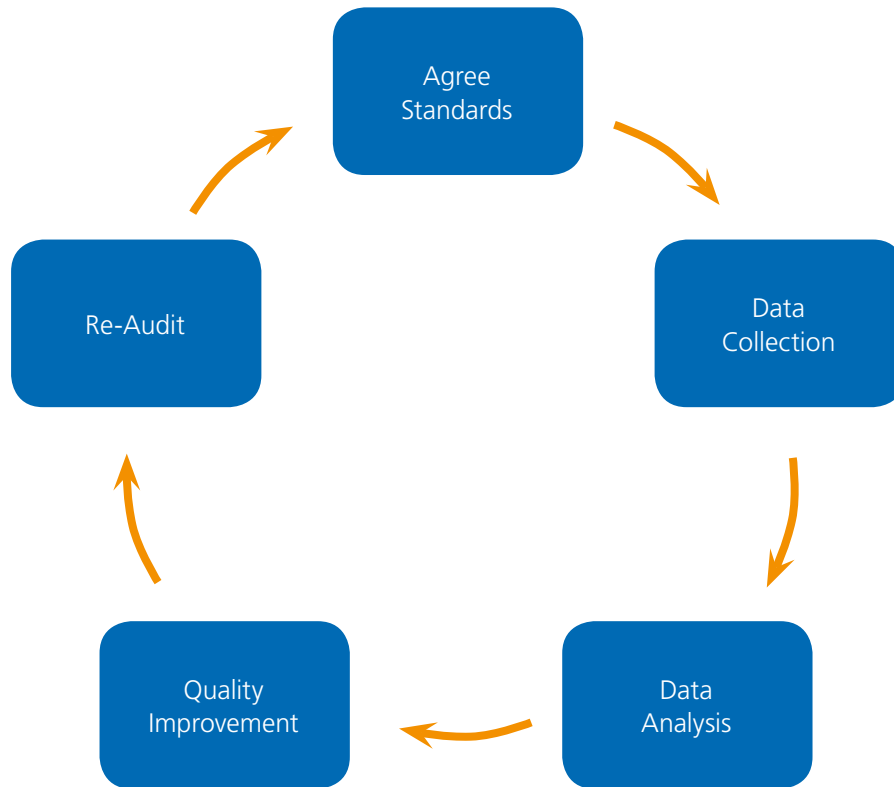 Agree
Standards
Data
Collection
Data
Analysis
Quality
Improvement
Re-Audit